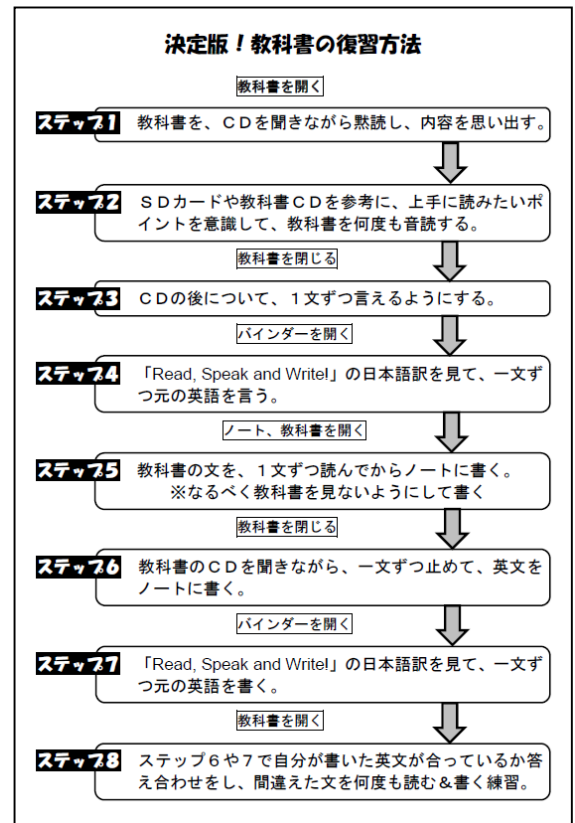 決定版！教科書の復習方法
教科書を開く
ステップ1
教科書を、ＣＤを聞きながら黙読し、内容を思い出す。
ステップ2
ＳＤカードや教科書ＣＤを参考に、上手に読みたいポ
イントを意識して、教科書を何度も音読する。
教科書を閉じる
ステップ3
ＣＤの後について、１文ずつ言えるようにする。
バインダーを開く
ステップ4
「Read, Speak and Write!」の日本語訳を見て、一文ず
つ元の英語を言う。
ノート、教科書を開く
ステップ5
教科書の文を、１文ずつ読んでからノートに書く。
※なるべく教科書を見ないようにして書く
教科書を閉じる
ステップ6
教科書のＣＤを聞きながら、一文ずつ止めて、英文を
ノートに書く。
バインダーを開く
ステップ7
「Read, Speak and Write!」の日本語訳を見て、一文ず
つ元の英語を書く。
教科書を開く
ステップ8
ステップ６や７で自分が書いた英文が合っているか答
え合わせをし、間違えた文を何度も読む＆書く練習。